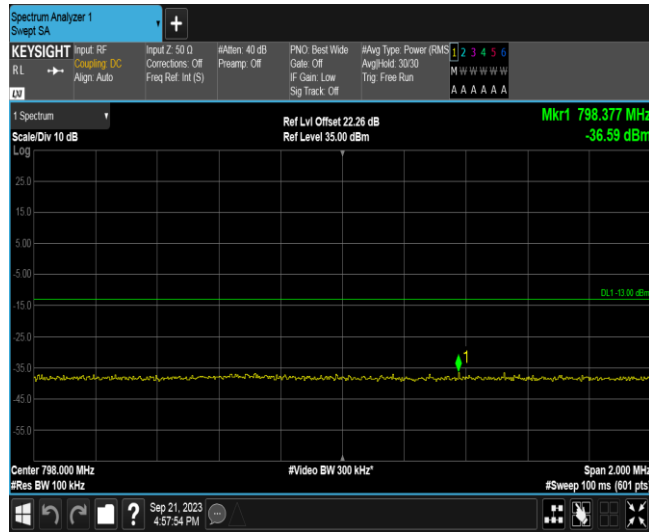 Spectrum Analyzer 1
Swept SA
KEYSIGHT
RL
LXI
Input: RF
Coupling: DC
Align: Auto
Input Z: 50 Ω
Corrections: Off
Freq Ref: Int (S)
#Atten: 40 dB
Preamp: Off
PNO: Best Wide
Gate: Off
IF Gain: Low
Sig Track: Off
#Avg Type: Power (RMS
Avg|Hold: 30/30
Trig: Free Run
1 2 3 4 5 6
M W W W W W
A A A A A A
1 Spectrum
Scale/Div 10 dB
Log
Ref Lvl Offset 22.26 dB
Ref Level 35.00 dBm
Mkr1 798.377 MHz
-36.59 dBm
25.0
15.0
5.00
-5.00
DL1 -13.00 dBm
-15.0
-25.0
1
-35.0
-45.0
-55.0
Center 798.000 MHz
#Res BW 100 kHz
#Video BW 300 kHz*
Span 2.000 MHz
#Sweep 100 ms (601 pts)
?
Sep 21, 2023
4:57:54 PM